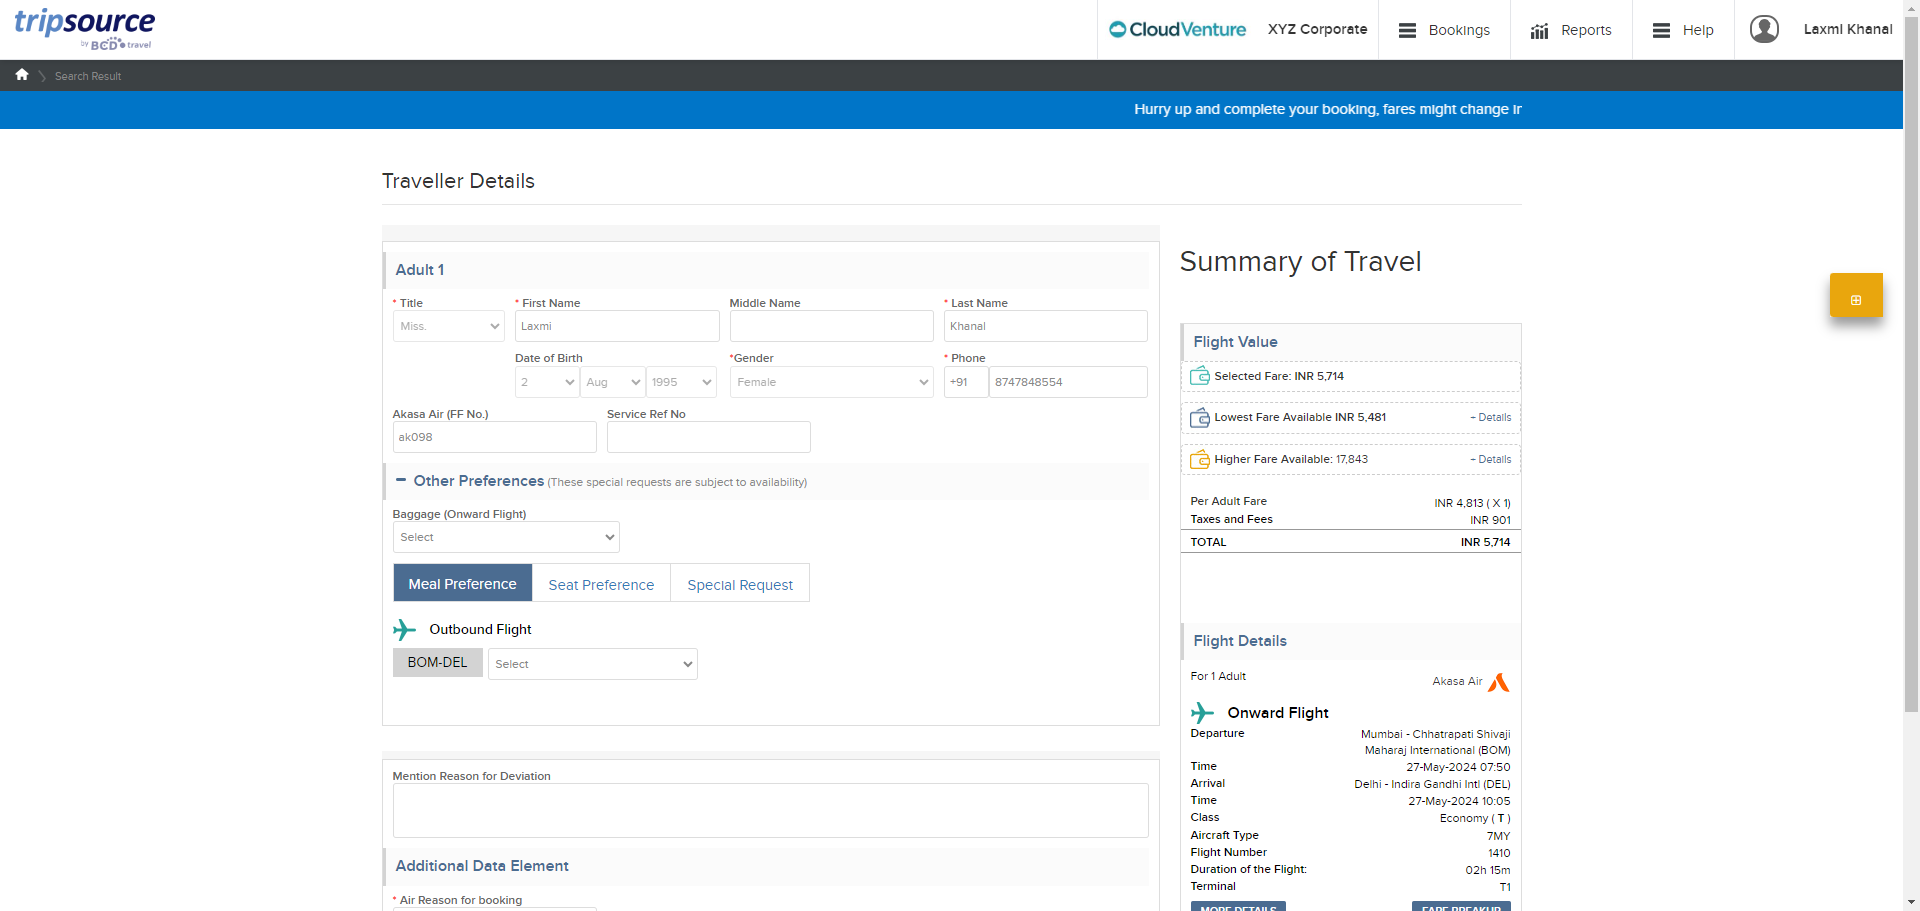 tripsource
by BCD travel
CloudVenture
XYZ Corporate
Bookings
Reports
Help
Laxmi Khanal
Search Result
Hurry up and complete your booking, fares might change in
Traveller Details
Adult 1
* Title
* First Name
Middle Name
* Last Name
Miss.
Laxmi
Khanal
Date of Birth
*Gender
* Phone
2
Aug
1995
Female
+91
8747848554
Akasa Air (FF No.)
Service Ref No
ak098
Other Preferences (These special requests are subject to availability)
Baggage (Onward Flight)
Select
Meal Preference
Seat Preference
Special Request
Outbound Flight
BOM-DEL
Select
Mention Reason for Deviation
Additional Data Element
* Air Reason for booking
Summary of Travel
Flight Value
Selected Fare: INR 5,714
Lowest Fare Available INR 5,481
+ Details
Higher Fare Available: 17,843
+ Details
Per Adult Fare
INR 4,813 ( X 1)
Taxes and Fees
INR 901
TOTAL
INR 5,714
Flight Details
For 1 Adult
Akasa Air
Onward Flight
Departure
Mumbai - Chhatrapati Shivaji
Maharaj International (BOM)
Time
27-May-2024 07:50
Arrival
Delhi - Indira Gandhi Intl (DEL)
Time
27-May-2024 10:05
Class
Economy ( T )
Aircraft Type
7MY
Flight Number
1410
Duration of the Flight:
02h 15m
Terminal
T1
MORE DETAILS
FARE BREAKUP